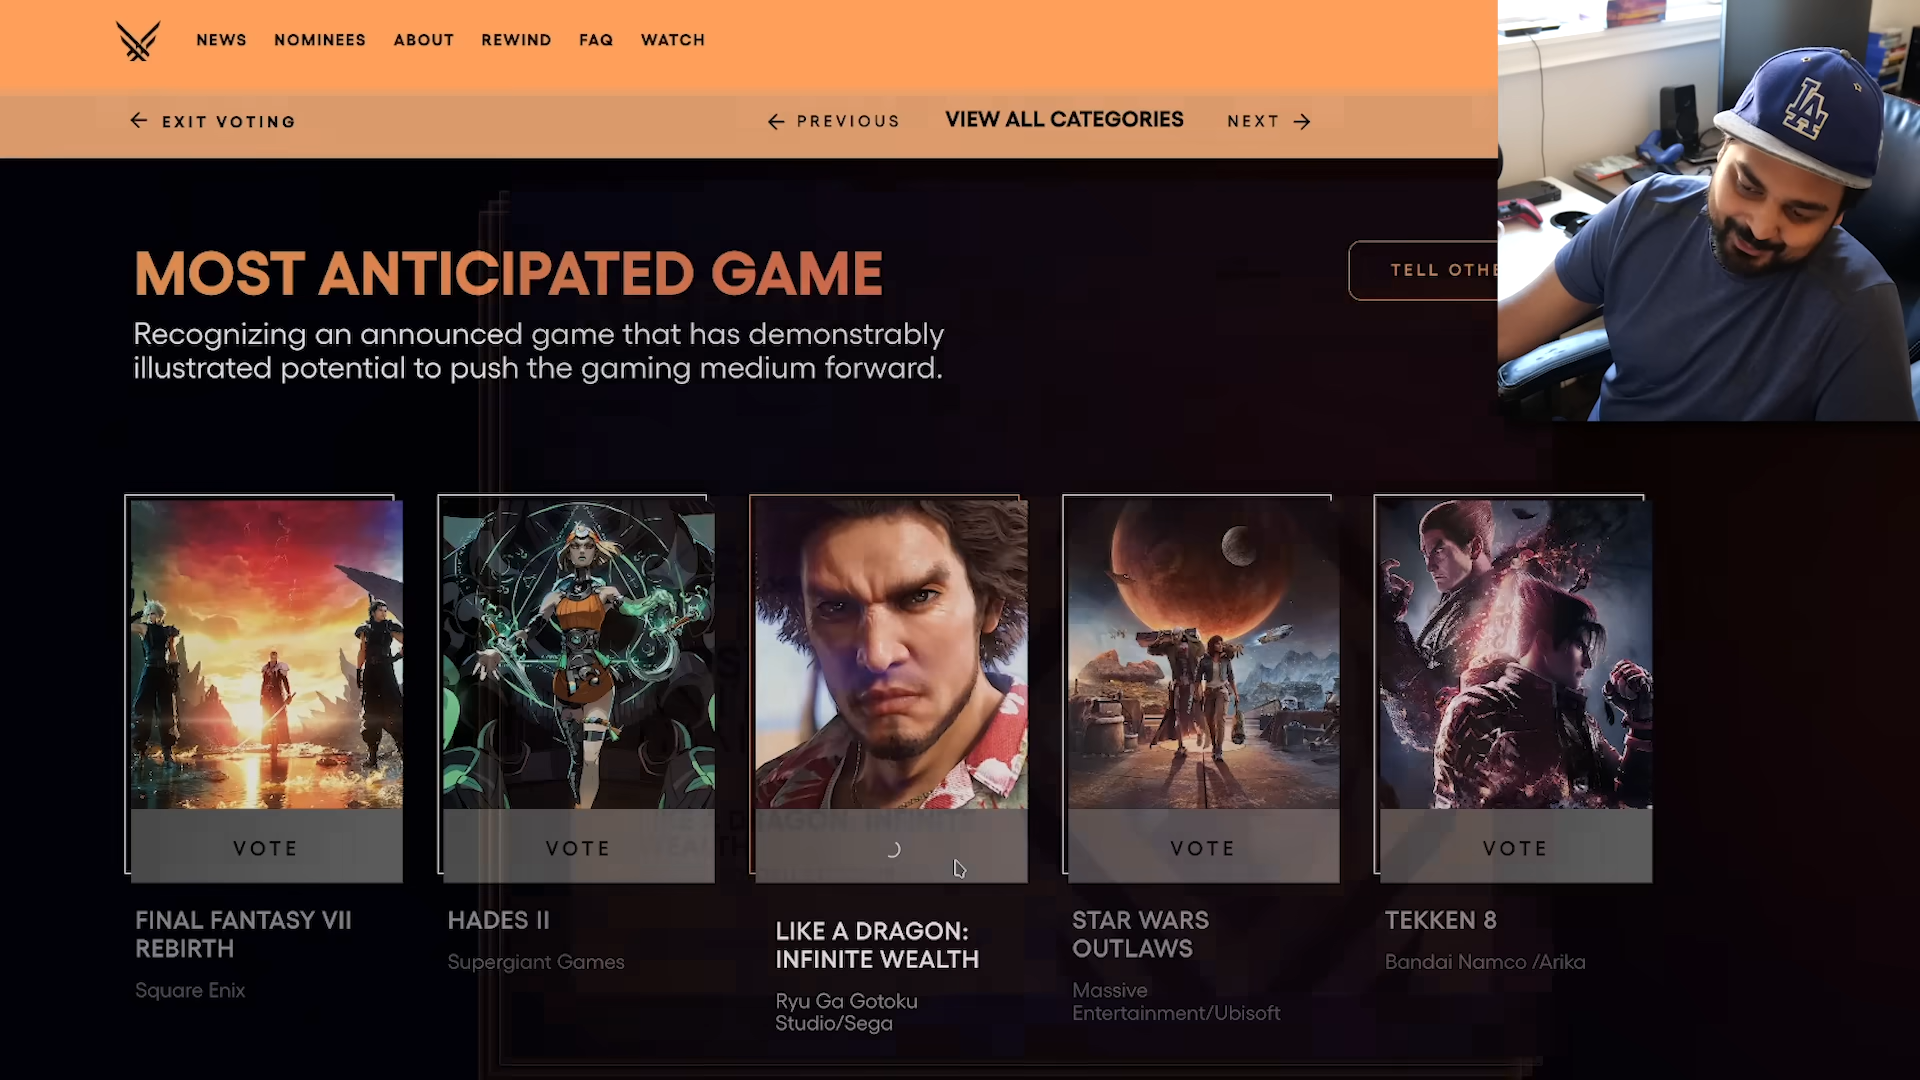 NEWS NOMINEES ABOUT REWIND FAQ WATCH
EXIT VOTING
PREVIOUS VIEW ALL CATEGORIES NEXT
MOST ANTICIPATED GAME
TELL OTHE
Recognizing an announced game that has demonstrably
illustrated potential to push the gaming medium forward.
LA
VOTE VOTE VOTE VOTE
FINAL FANTASY VII
REBIRTH
Square Enix
HADES II
Supergiant Games
LIKE A DRAGON:
INFINITE WEALTH
Ryu Ga Gotoku
Studio/Sega
STAR WARS
OUTLAWS
Massive
Entertainment/Ubisoft
TEKKEN 8
Bandai Namco /Arika